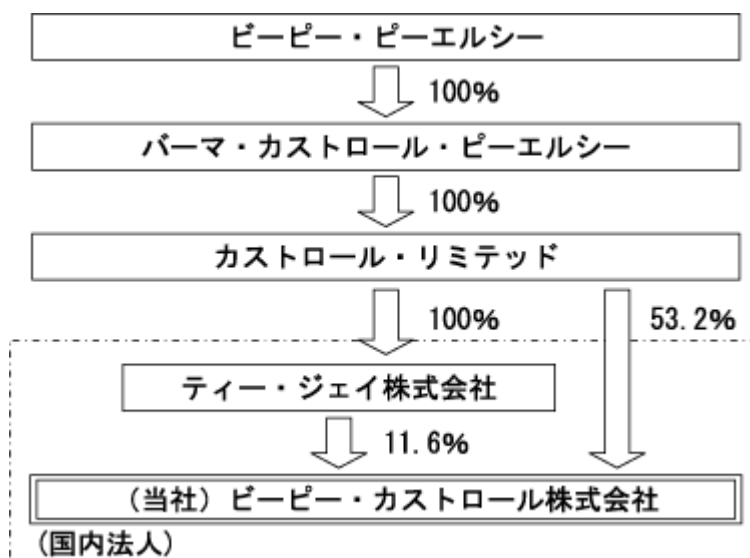 ビーピー・ピーエルシー
100%
バーマ・カストロール・ピーエルシー
100%
カストロール・リミテッド
100%
53.2%
ティー・ジェイ株式会社
11.6%
（当社）ビーピー・カストロール株式会社
(国内法人)